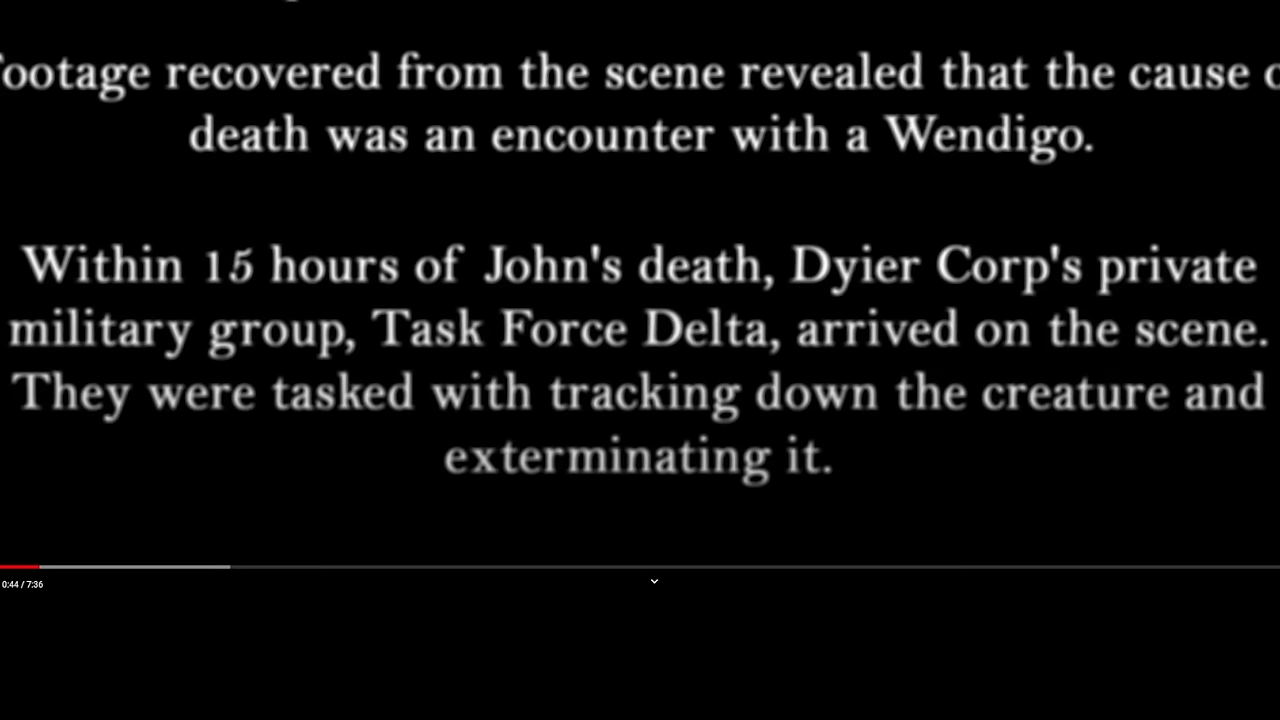 footage recovered from the scene revealed that the cause
death was an encounter with a Wendigo.
Within 15 hours of John's death, Dyier Corp's private
military group, Task Force Delta, arrived on the scene.
They were tasked with tracking down the creature and
exterminating it.
0:44 / 7:36